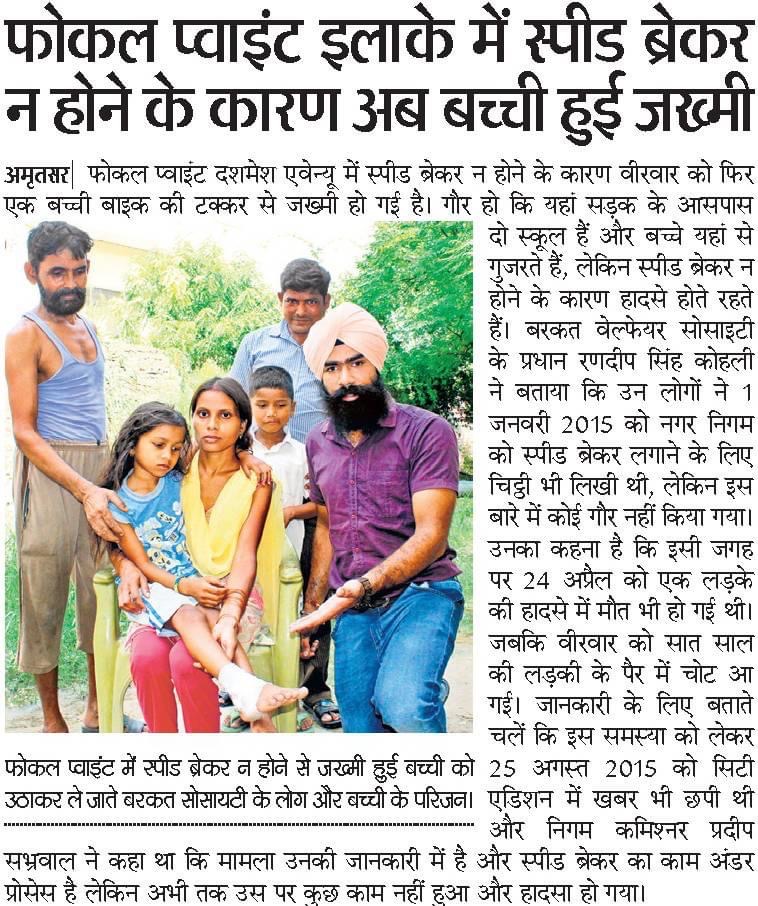 फोकल प्वाइंट इलाके में स्पीड ब्रेकर
न होने के कारण अब बच्ची हुई जख्मी
अमृतसर| फोकल प्वाइंट दशमेश एवेन्यू में स्पीड ब्रेकर न होने के कारण वीरवार को फिर
एक बच्ची बाइक की टक्कर से जख्मी हो गई है। गौर हो कि यहां सड़क के आसपास
दो स्कूल हैं और बच्चे यहां से
गुजरते हैं, लेकिन स्पीड ब्रेकर न
होने के कारण हादसे होते रहते
हैं। बरकत वेल्फेयर सोसाइटी
के प्रधान रणदीप सिंह कोहली
ने बताया कि उन लोगों ने 1
जनवरी 2015 को नगर निगम
को स्पीड ब्रेकर लगाने के लिए
चिट्ठी भी लिखी थी, लेकिन इस
बारे में कोई गौर नहीं किया गया।
उनका कहना है कि इसी जगह
पर 24 अप्रैल को एक लड़के
की हादसे में मौत भी हो गई थी।
जबकि वीरवार को सात साल
की लड़की के पैर में चोट आ
गई। जानकारी के लिए बताते
चलें कि इस समस्या को लेकर
25 अगस्त 2015 को सिटी
एडिशन में खबर भी छपी थी
और निगम कमिश्नर प्रदीप
सभ्रवाल ने कहा था कि मामला उनकी जानकारी में है और स्पीड ब्रेकर का काम अंडर
प्रोसेस है लेकिन अभी तक उस पर कुछ काम नहीं हुआ और हादसा हो गया।
फोकल प्वाइंट में स्पीड ब्रेकर न होने से जख्मी हुई बच्ची को
उठाकर ले जाते बरकत सोसायटी के लोग और बच्ची के परिजन।